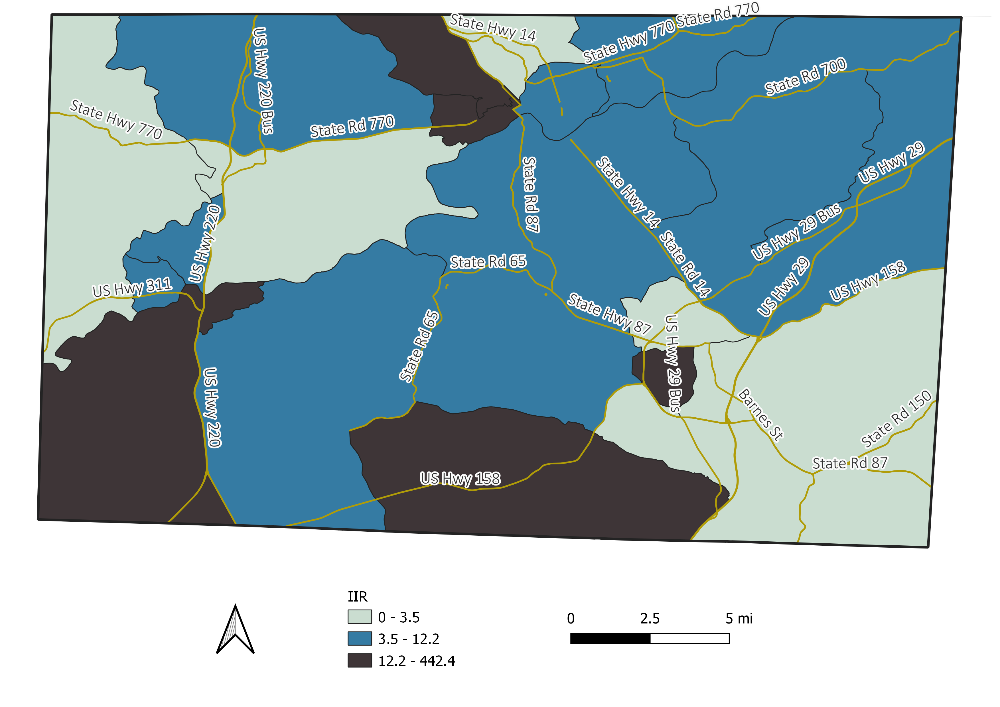 State Rd 770
State Hwy 14
State Hwy 770
US Hwy 220 Bus
State Rd 700
State Hwy 770
State Rd 770
US Hwy 29
State Rd 87
State Hwy 14
US Hwy 220
US Hwy 29 Bus
State Rd 14
State Rd 65
US Hwy 29
US Hwy 158
US Hwy 311
State Hwy 87
State Rd 65
US Hwy 29 Bus
US Hwy 220
Barnes St
State Rd 150
State Rd 87
US Hwy 158
IIR
0 - 3.5
3.5 - 12.2
12.2 - 442.4
0 2.5 5 mi